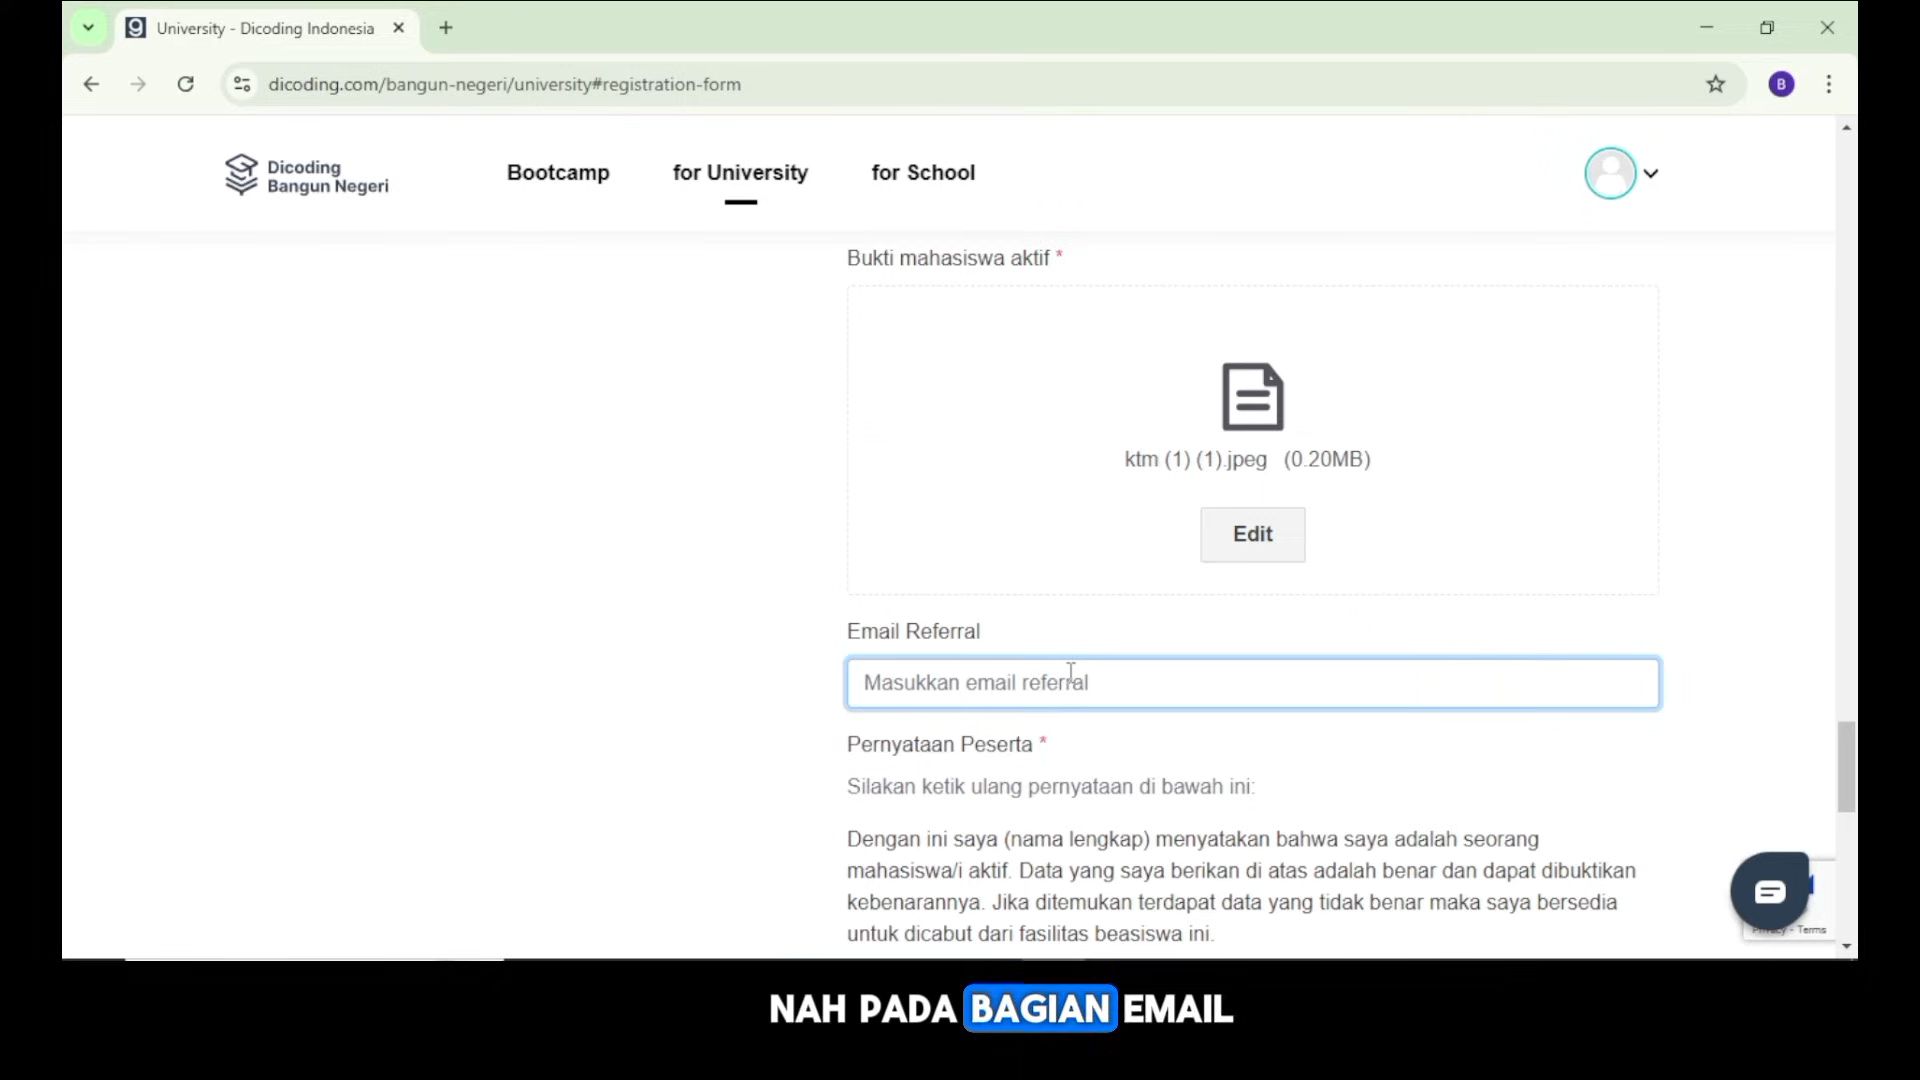 University - Dicoding Indonesia
dicoding.com/bangun-negeri/university#registration-form
B
Dicoding
Bangun Negeri
Bootcamp
for University
for School
Bukti mahasiswa aktif *
ktm (1) (1).jpeg (0.20MB)
Edit
Email Referral
Masukkan email referral
Pernyataan Peserta *
Silakan ketik ulang pernyataan di bawah ini:
Dengan ini saya (nama lengkap) menyatakan bahwa saya adalah seorang
mahasiswa/i aktif. Data yang saya berikan di atas adalah benar dan dapat dibuktikan
kebenarannya. Jika ditemukan terdapat data yang tidak benar maka saya bersedia
untuk dicabut dari fasilitas beasiswa ini.
Privacy - Terms
NAH PADA BAGIAN EMAIL